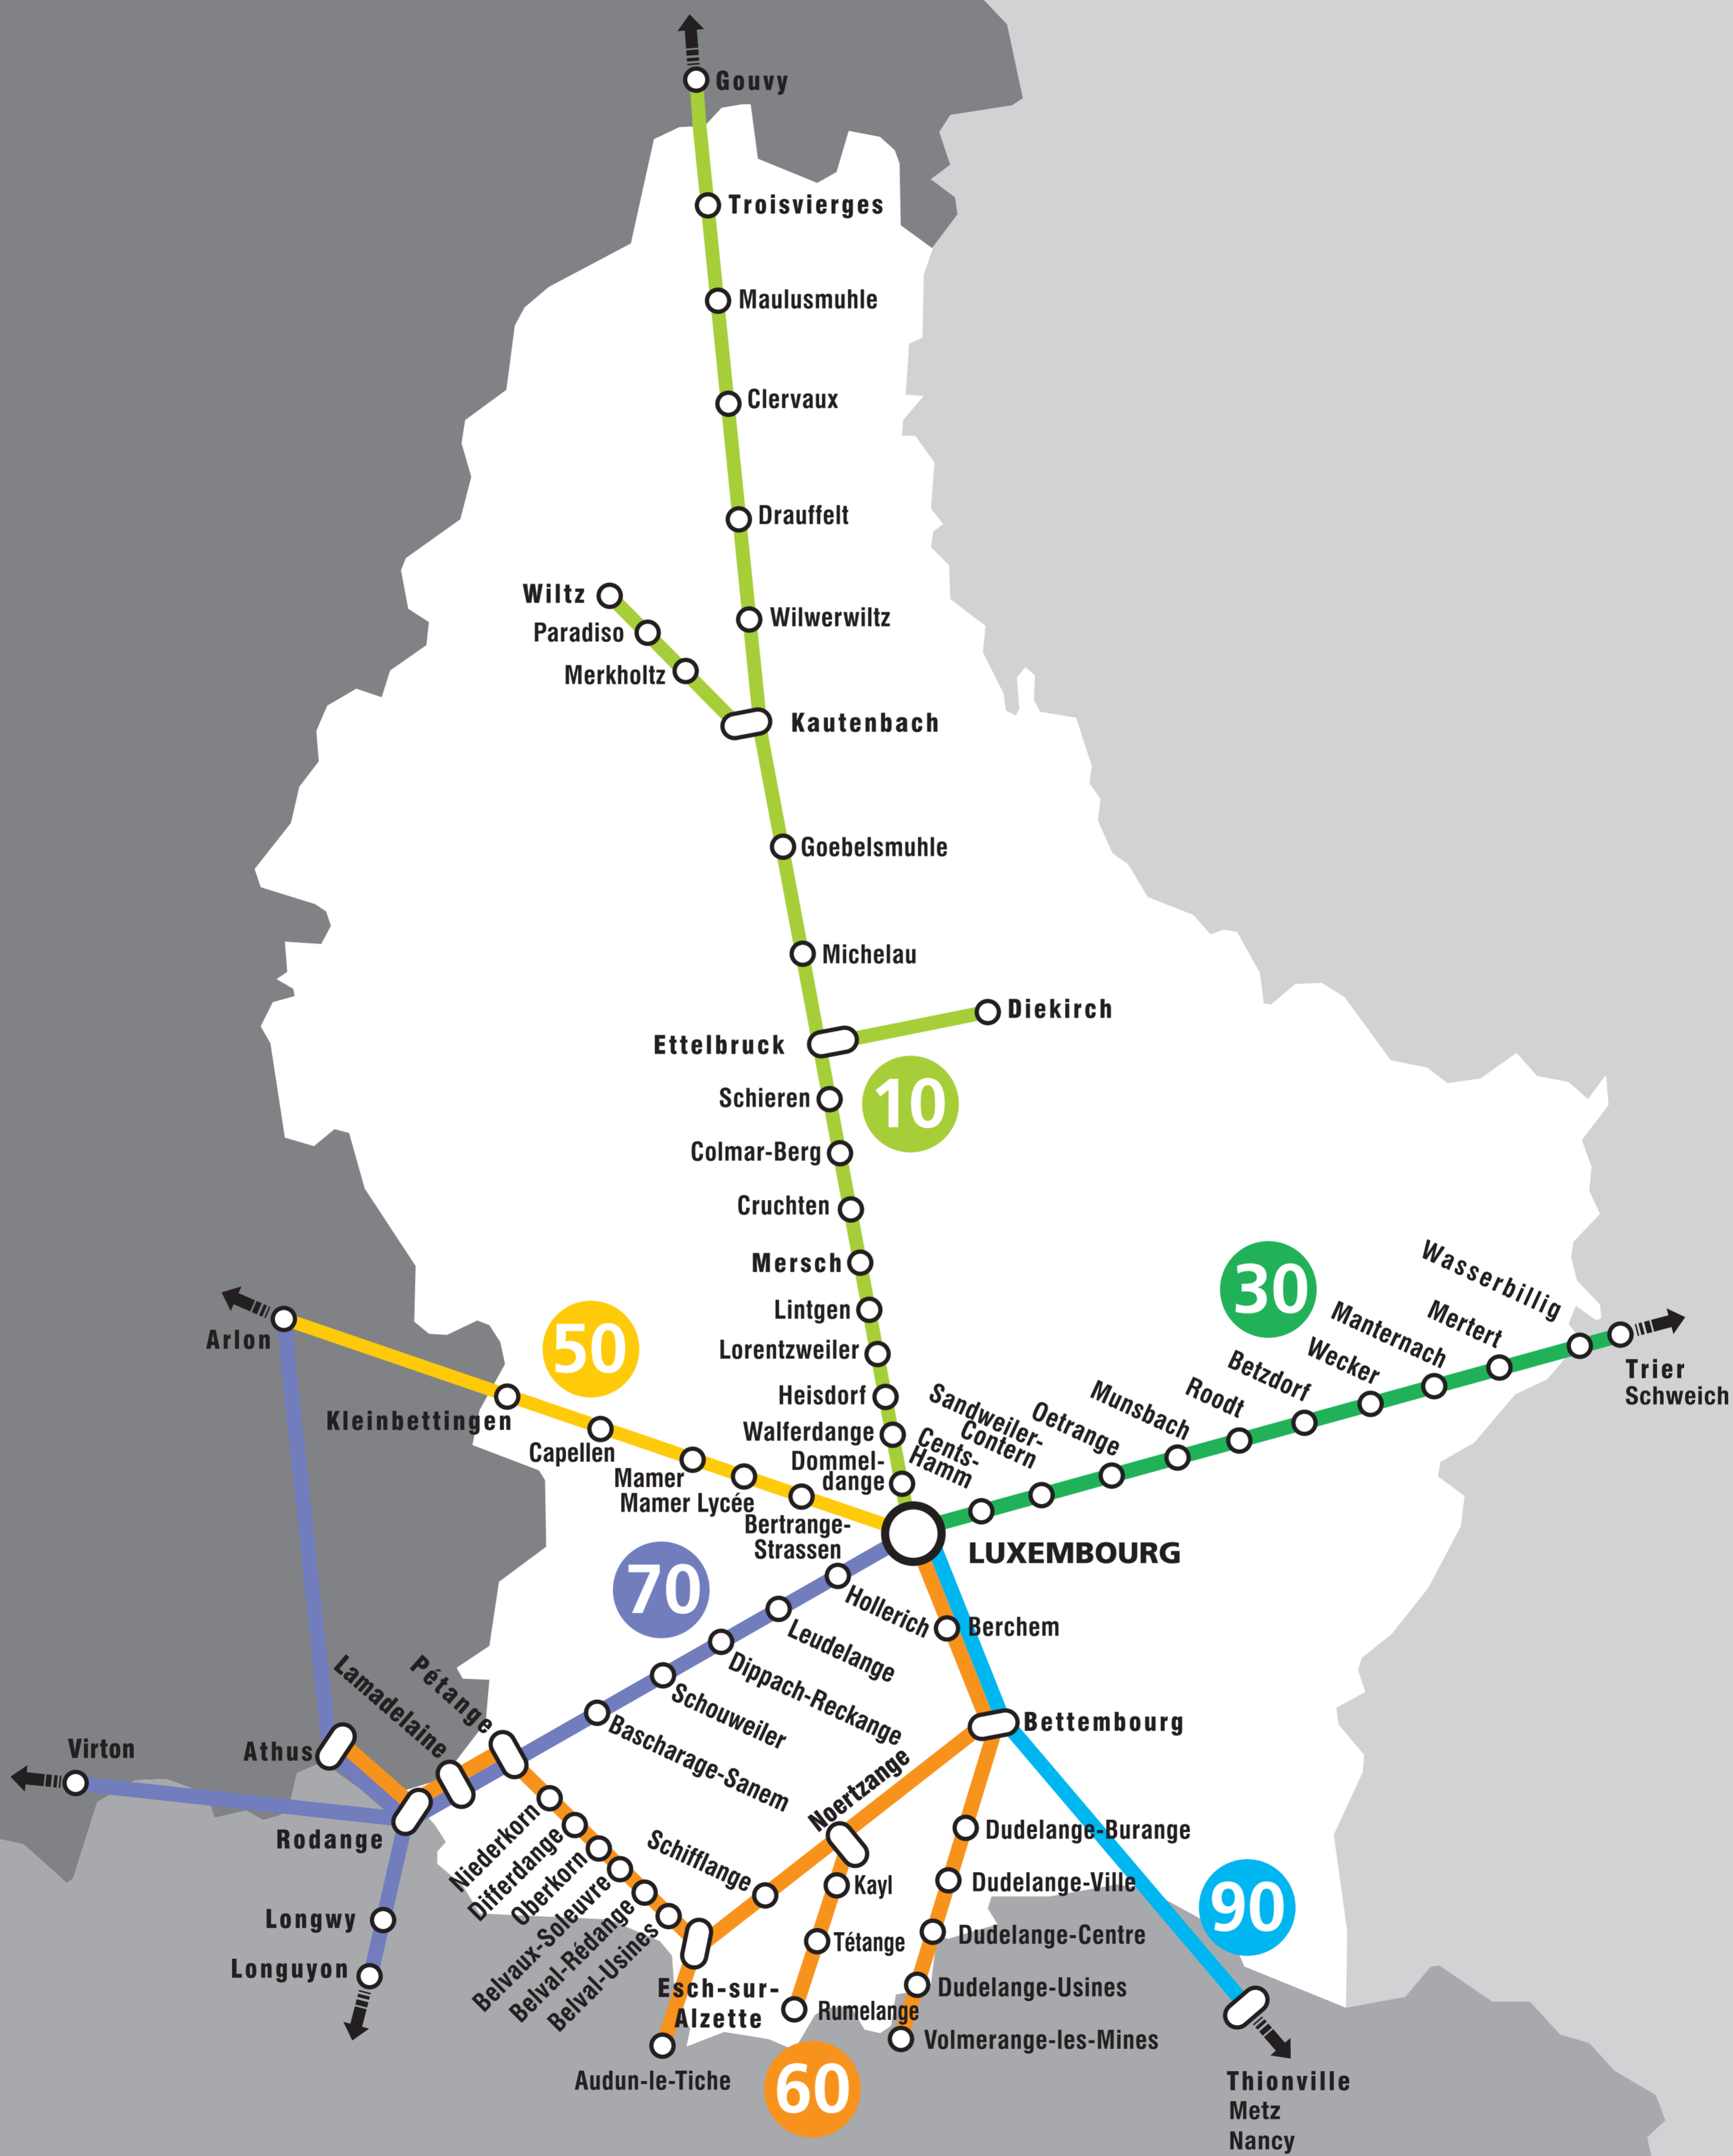 Gouvy
Troisvierges
Maulusmuhle
Clervaux
Drauffelt
Wiltz
Paradiso
Merkholtz
Wilwerwiltz
Kautenbach
Goebelsmuhle
Michelau
Diekirch
Ettelbruck
10
Schieren
Colmar-Berg
Cruchten
Mersch
Lintgen
Lorentzweiler
Heisdorf
Walferdange
Dommel-
dange
30
Wasserbillig
Mertert
Manternach
Wecker
Betzdorf
Roodt
Munsbach
Oetrange
Sandweiler-
Contern
Cents-
Hamm
Trier
Schweich
Arlon
50
Kleinbettingen
Capellen
Mamer
Mamer Lycée
Bertrange-
Strassen
LUXEMBOURG
70
Hollerich
Leudelange
Dippach-Reckange
Schouweiler
Bascharage-Sanem
Berchem
Bettembourg
Pétange
Lamadelaine
Athus
Virton
Rodange
Longwy
Longuyon
Niederkorn
Differdange
Oberkorn
Belvaux-Soleuvre
Belval-Rédange
Belval-Usines
Schifflange
Noertzange
Kayl
Tétange
Rumelange
Dudelange-Burange
Dudelange-Ville
Dudelange-Centre
Dudelange-Usines
Volmerange-les-Mines
Esch-sur-
Alzette
Audun-le-Tiche
60
90
Thionville
Metz
Nancy